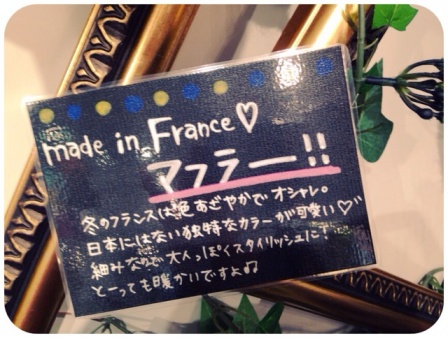 made in France♡
マフラー!!
冬のフランスは色あざやかでオシャレ。
日本にはない独特なカラーが可愛い♡"
細みなので大人っぽくスタイリッシュに!
とーっても暖かいですよ♫